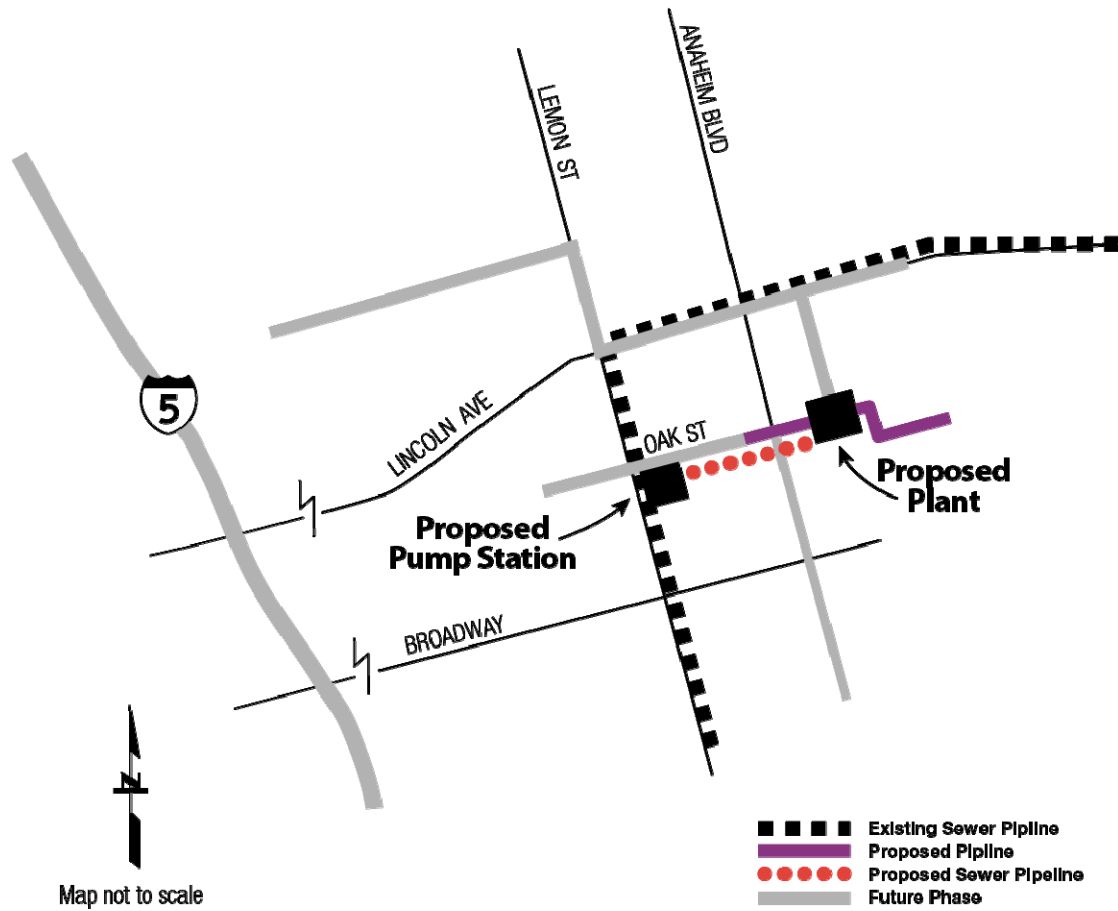 LEMON ST
ANAHEIM BLVD
5
LINCOLN AVE
OAK ST
Proposed
Plant
Proposed
Pump Station
BROADWAY
N
Map not to scale
Existing Sewer Pipline
Proposed Pipline
Proposed Sewer Pipeline
Future Phase